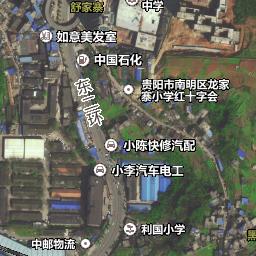 舒家寨
中学
如意美发室
中国石化
贵阳市南明区龙家
寨小学红十字会
东二环
小陈快修汽配
小李汽车电工
利国小学
中邮物流